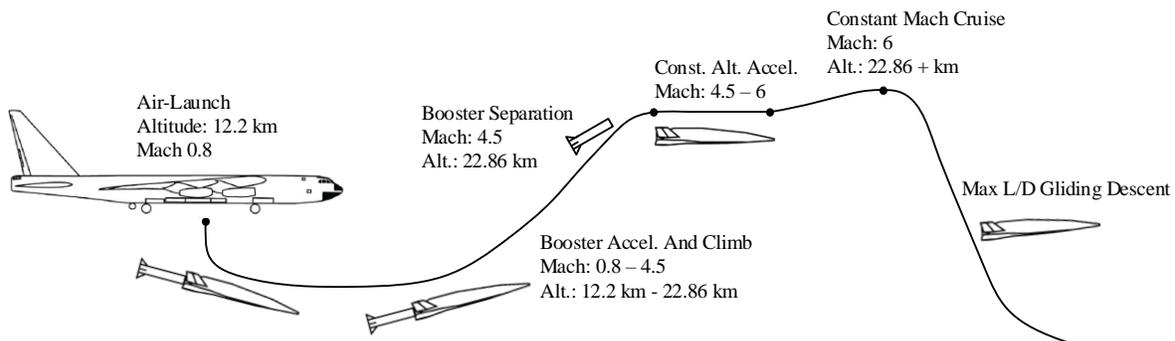 Air-Launch
Altitude: 12.2 km
Mach 0.8
Booster Separation
Mach: 4.5
Alt.: 22.86 km
Booster Accel. And Climb
Mach: 0.8 – 4.5
Alt.: 12.2 km - 22.86 km
Const. Alt. Accel.
Mach: 4.5 – 6
Constant Mach Cruise
Mach: 6
Alt.: 22.86 + km
Max L/D Gliding Descent